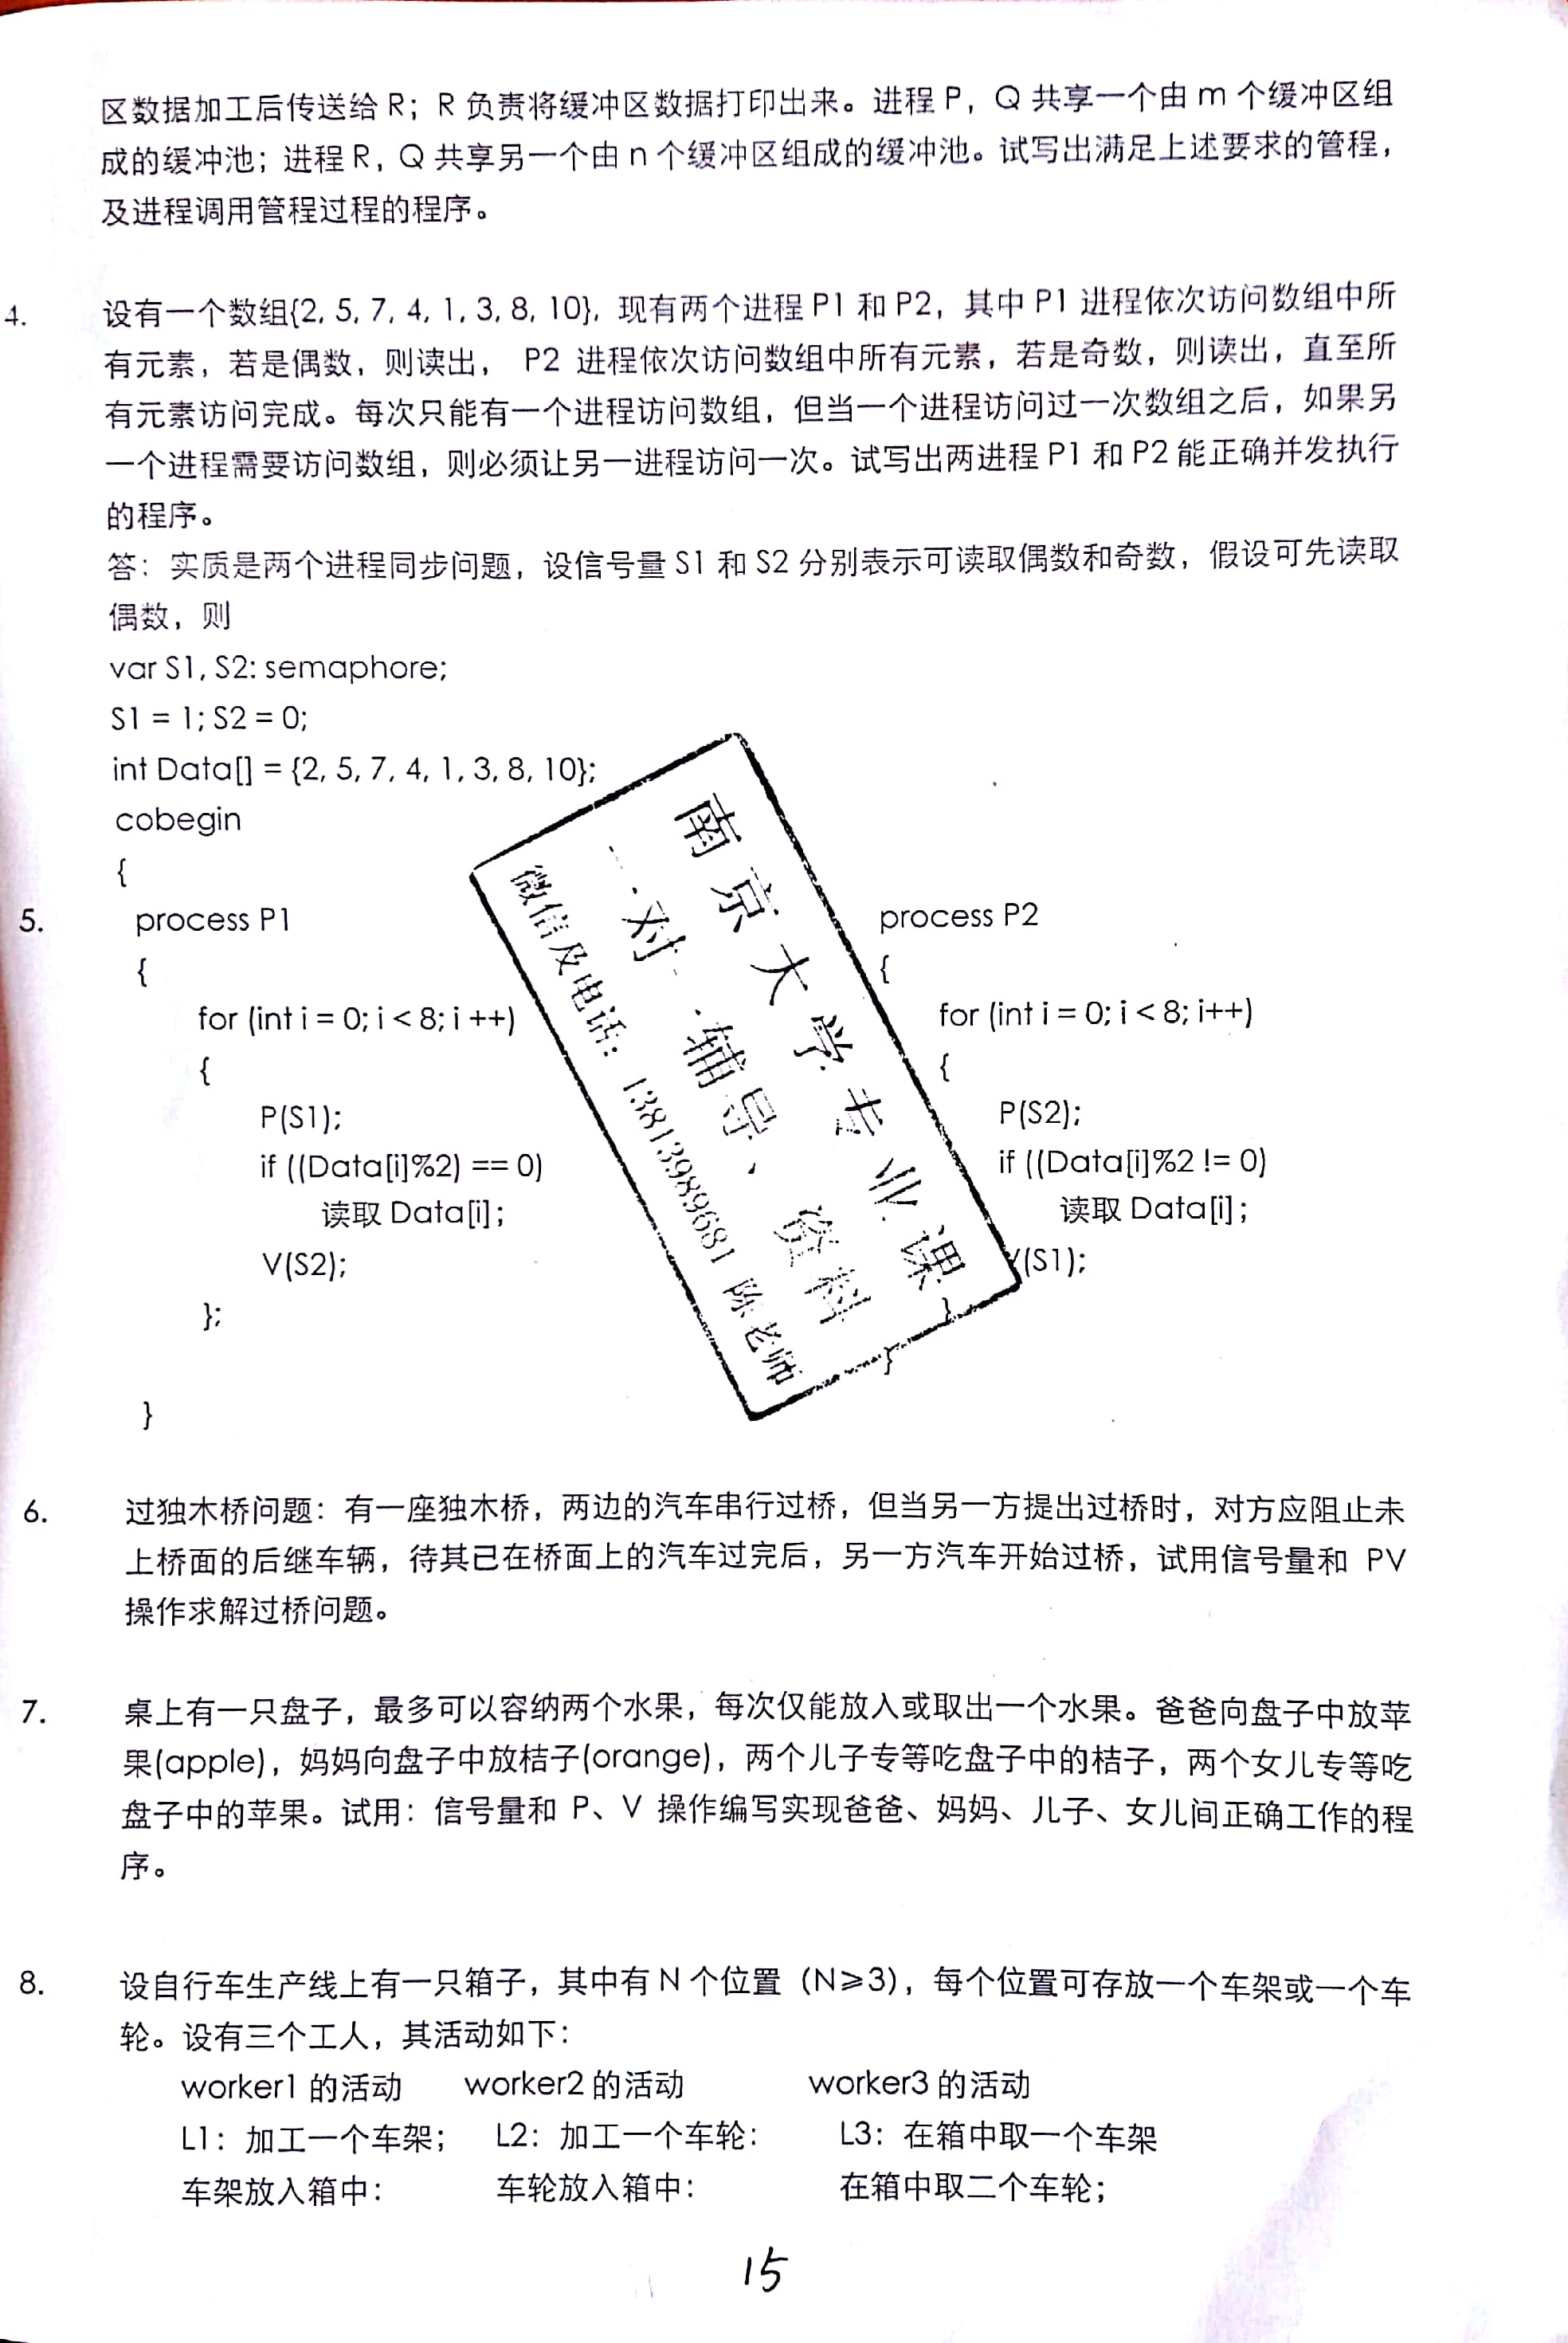 区数据加工后传送给 R；R 负责将缓冲区数据打印出来。进程 P，Q 共享一个由 m 个缓冲区组
成的缓冲池；进程 R，Q 共享另一个由 n 个缓冲区组成的缓冲池。试写出满足上述要求的管程，
及进程调用管程过程的程序。
4. 设有一个数组{2, 5, 7, 4, 1, 3, 8, 10}, 现有两个进程 P1 和 P2，其中 P1 进程依次访问数组中所
有元素，若是偶数，则读出， P2 进程依次访问数组中所有元素，若是奇数，则读出，直至所
有元素访问完成。每次只能有一个进程访问数组，但当一个进程访问过一次数组之后，如果另
一个进程需要访问数组，则必须让另一进程访问一次。试写出两进程 P1 和 P2 能正确并发执行
的程序。
答：实质是两个进程同步问题，设信号量 S1 和 S2 分别表示可读取偶数和奇数，假设可先读取
偶数，则
var S1, S2: semaphore;
S1 = 1; S2 = 0;
int Data[] = {2, 5, 7, 4, 1, 3, 8, 10};
cobegin
{
5. process P1 process P2
{ {
for (int i = 0; i < 8; i ++) for (int i = 0; i < 8; i++)
{ {
P(S1); P(S2);
if ((Data[i]%2) == 0) if ((Data[i]%2 != 0)
读取 Data[i]; 读取 Data[i];
V(S2); V(S1);
}; }
}
}
南京大学专业课
对 辅导、资料
微信及电话：13813989681 陈老师
6. 过独木桥问题：有一座独木桥，两边的汽车串行过桥，但当另一方提出过桥时，对方应阻止未
上桥面的后继车辆，待其已在桥面上的汽车过完后，另一方汽车开始过桥，试用信号量和 PV
操作求解过桥问题。
7. 桌上有一只盘子，最多可以容纳两个水果，每次仅能放入或取出一个水果。爸爸向盘子中放苹
果(apple)，妈妈向盘子中放桔子(orange)，两个儿子专等吃盘子中的桔子，两个女儿专等吃
盘子中的苹果。试用：信号量和 P、V 操作编写实现爸爸、妈妈、儿子、女儿间正确工作的程
序。
8. 设自行车生产线上有一只箱子，其中有 N 个位置（N≥3），每个位置可存放一个车架或一个车
轮。设有三个工人，其活动如下：
worker1 的活动 worker2 的活动 worker3 的活动
L1：加工一个车架； L2：加工一个车轮： L3：在箱中取一个车架
车架放入箱中： 车轮放入箱中： 在箱中取二个车轮；
15